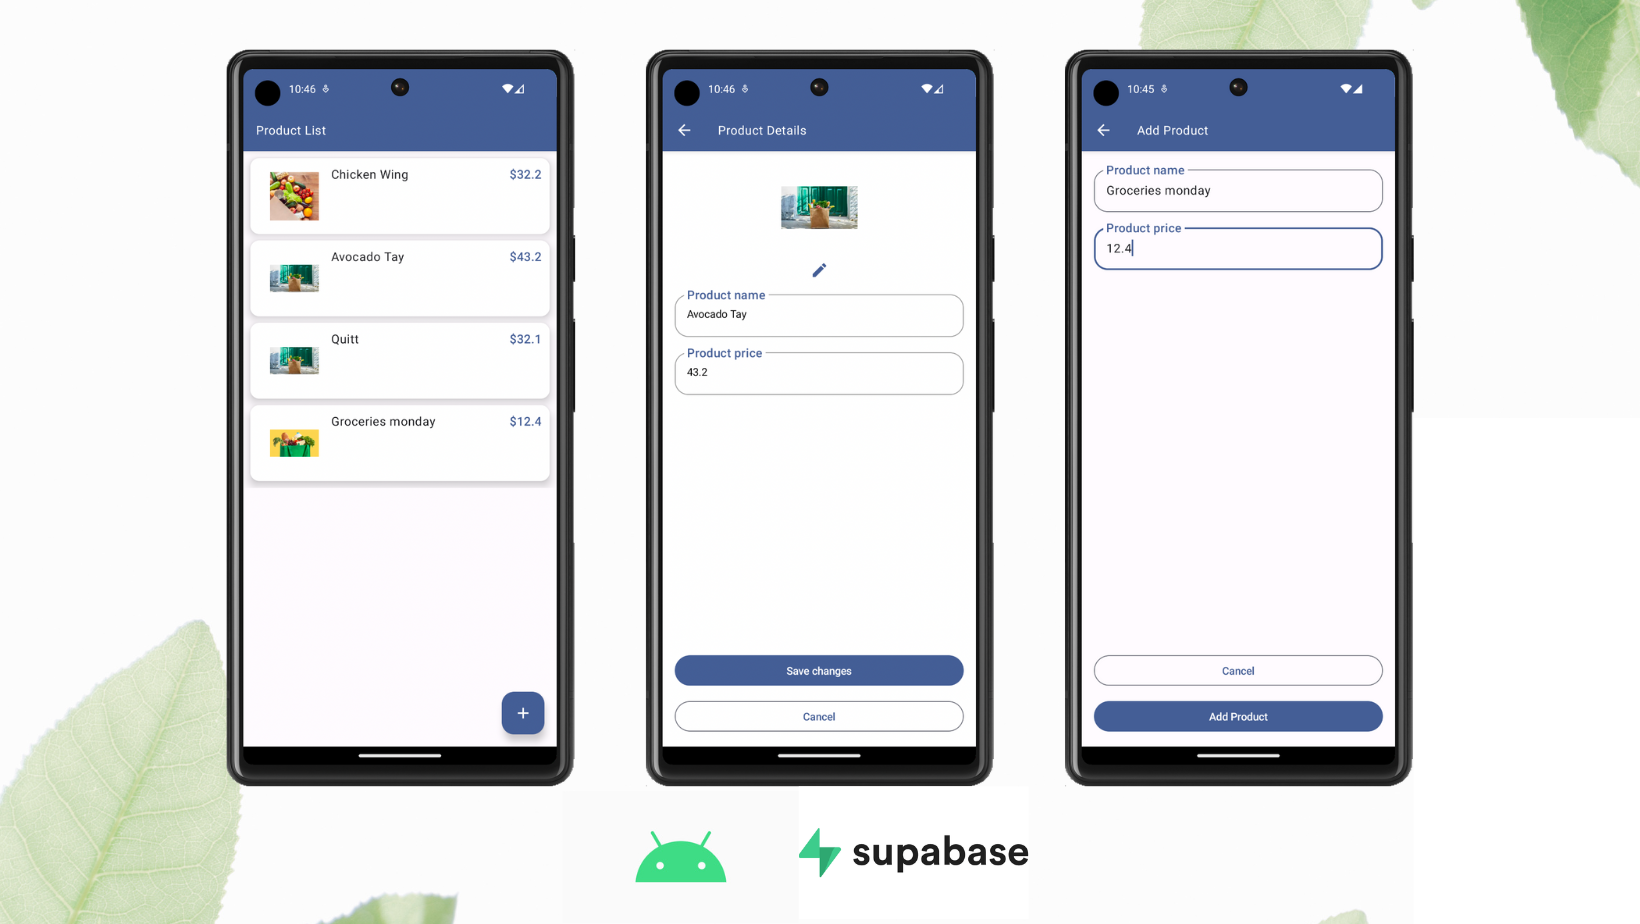 10:46
Product List
Chicken Wing
$32.2
Avocado Tay
$43.2
Quitt
$32.1
Groceries monday
$12.4
+
10:46
Product Details
Product name
Avocado Tay
Product price
43.2
Save changes
Cancel
10:45
Add Product
Product name
Groceries monday
Product price
12.4
Cancel
Add Product
supabase